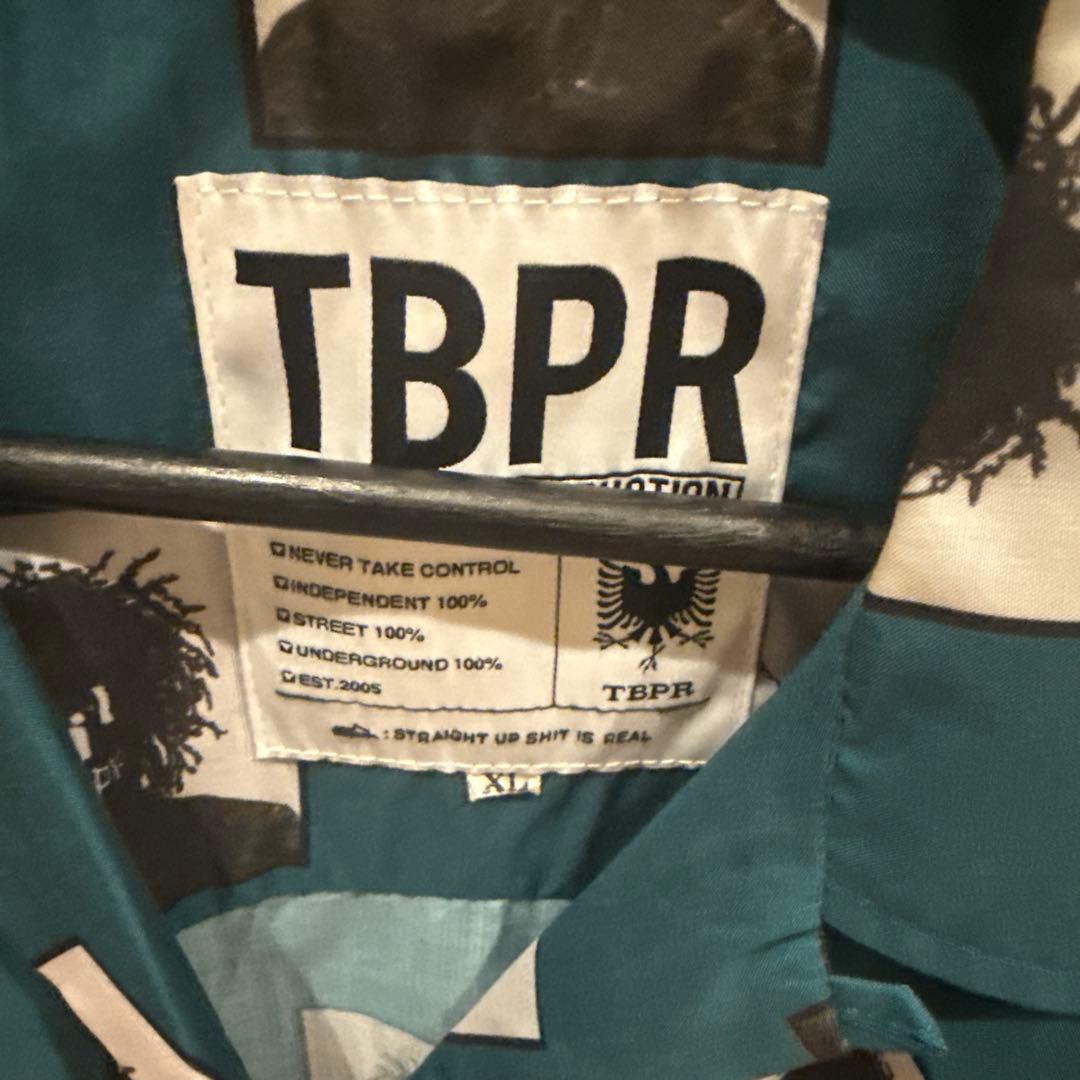 TBPR
☑NEVER TAKE CONTROL
☑INDEPENDENT 100%
☑STREET 100%
☑UNDERGROUND 100%
☑EST.2005
TBPR
:STRAIGHT UP SHIT IS REAL
XL